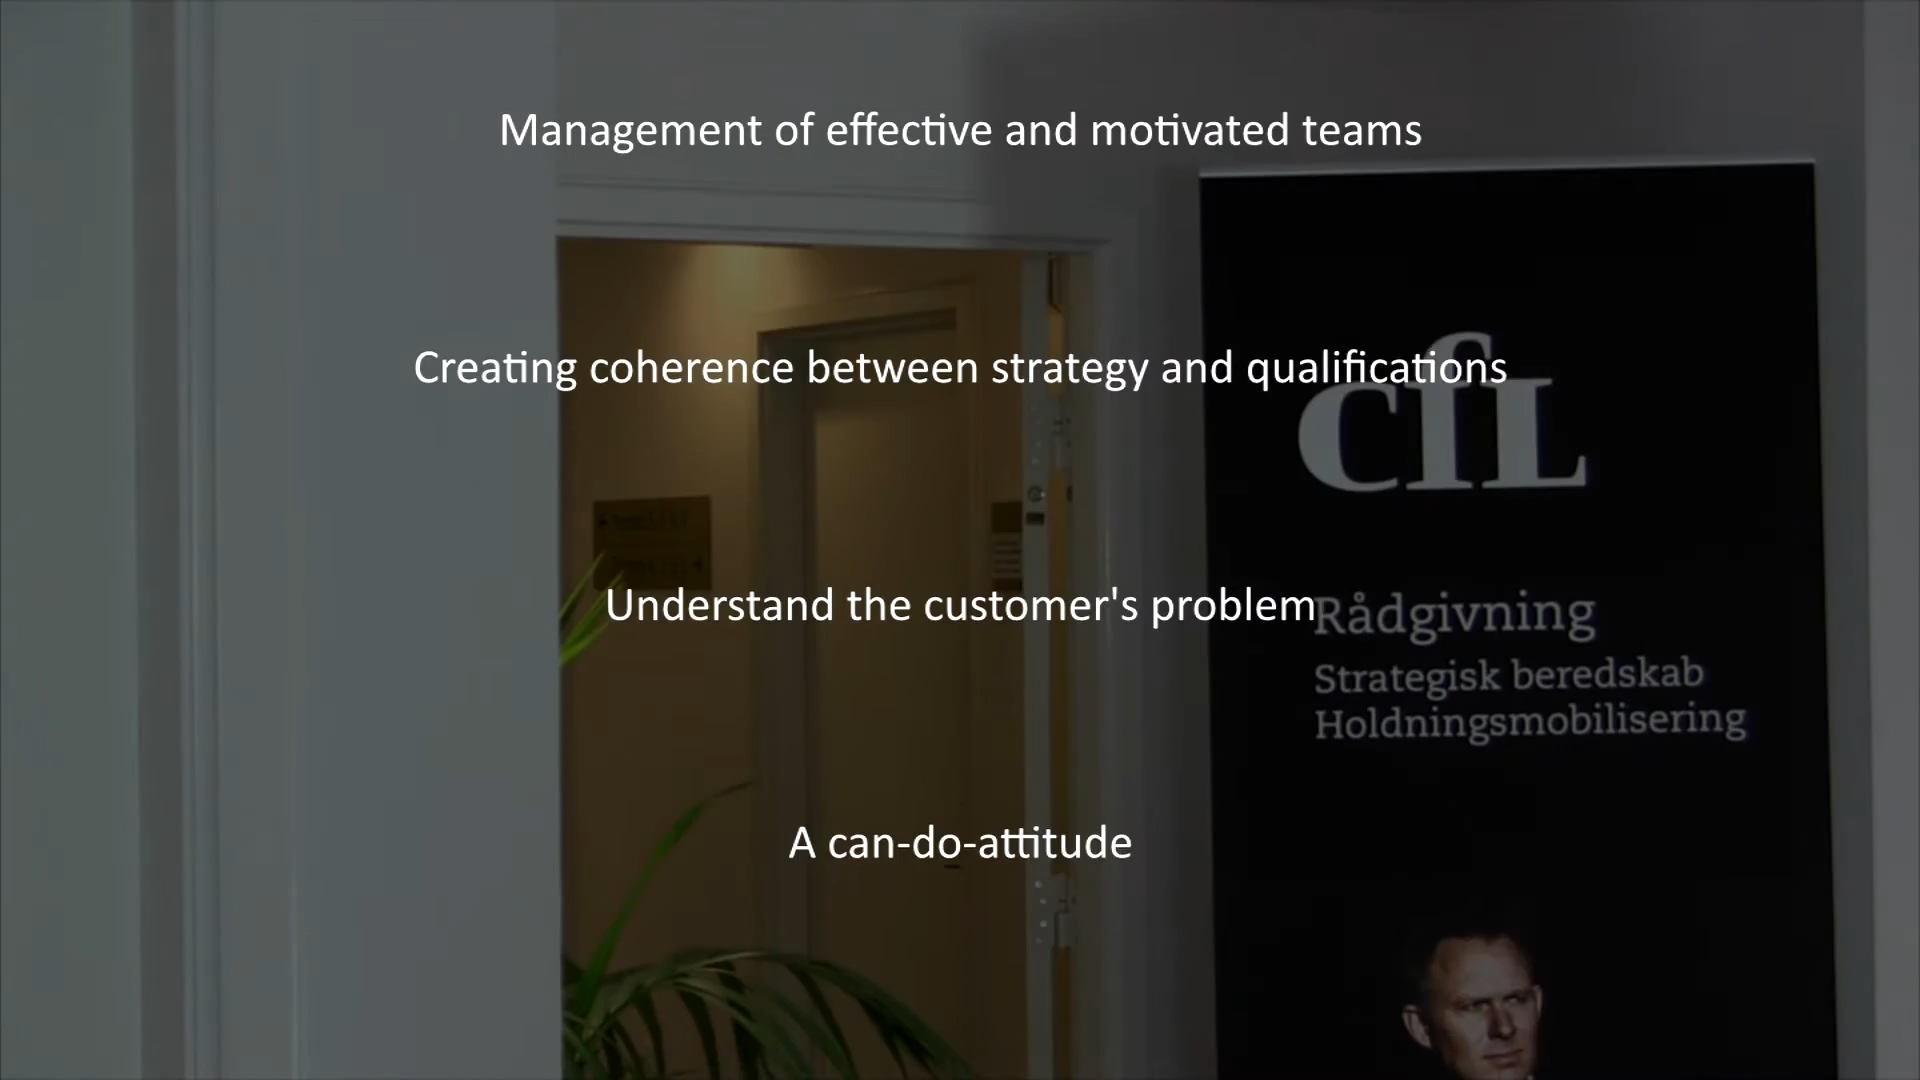 Management of effective and motivated teams
Creating coherence between strategy and qualifications
cfL
Understand the customer's problem
Rådgivning
Strategisk beredskab
Holdningsmobilisering
A can-do-attitude